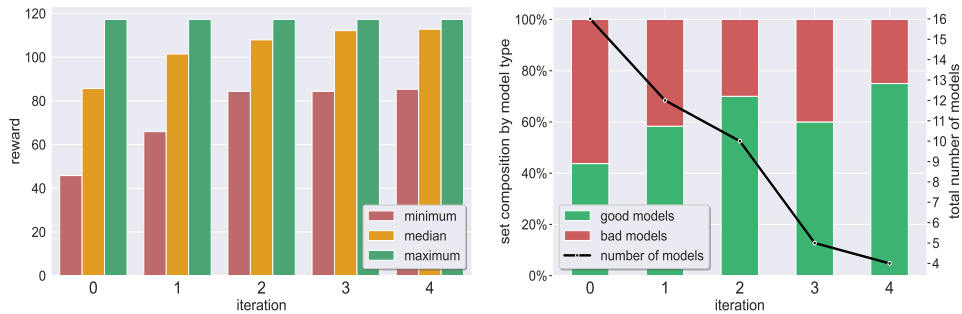 120
100
80
60
40
20
0
reward
0 1 2 3 4
iteration
minimum
median
maximum
100%
80%
60%
40%
20%
0%
set composition by model type
good models
bad models
number of models
0 1 2 3 4
iteration
16
15
14
13
12
11
10
9
8
7
6
5
4
total number of models